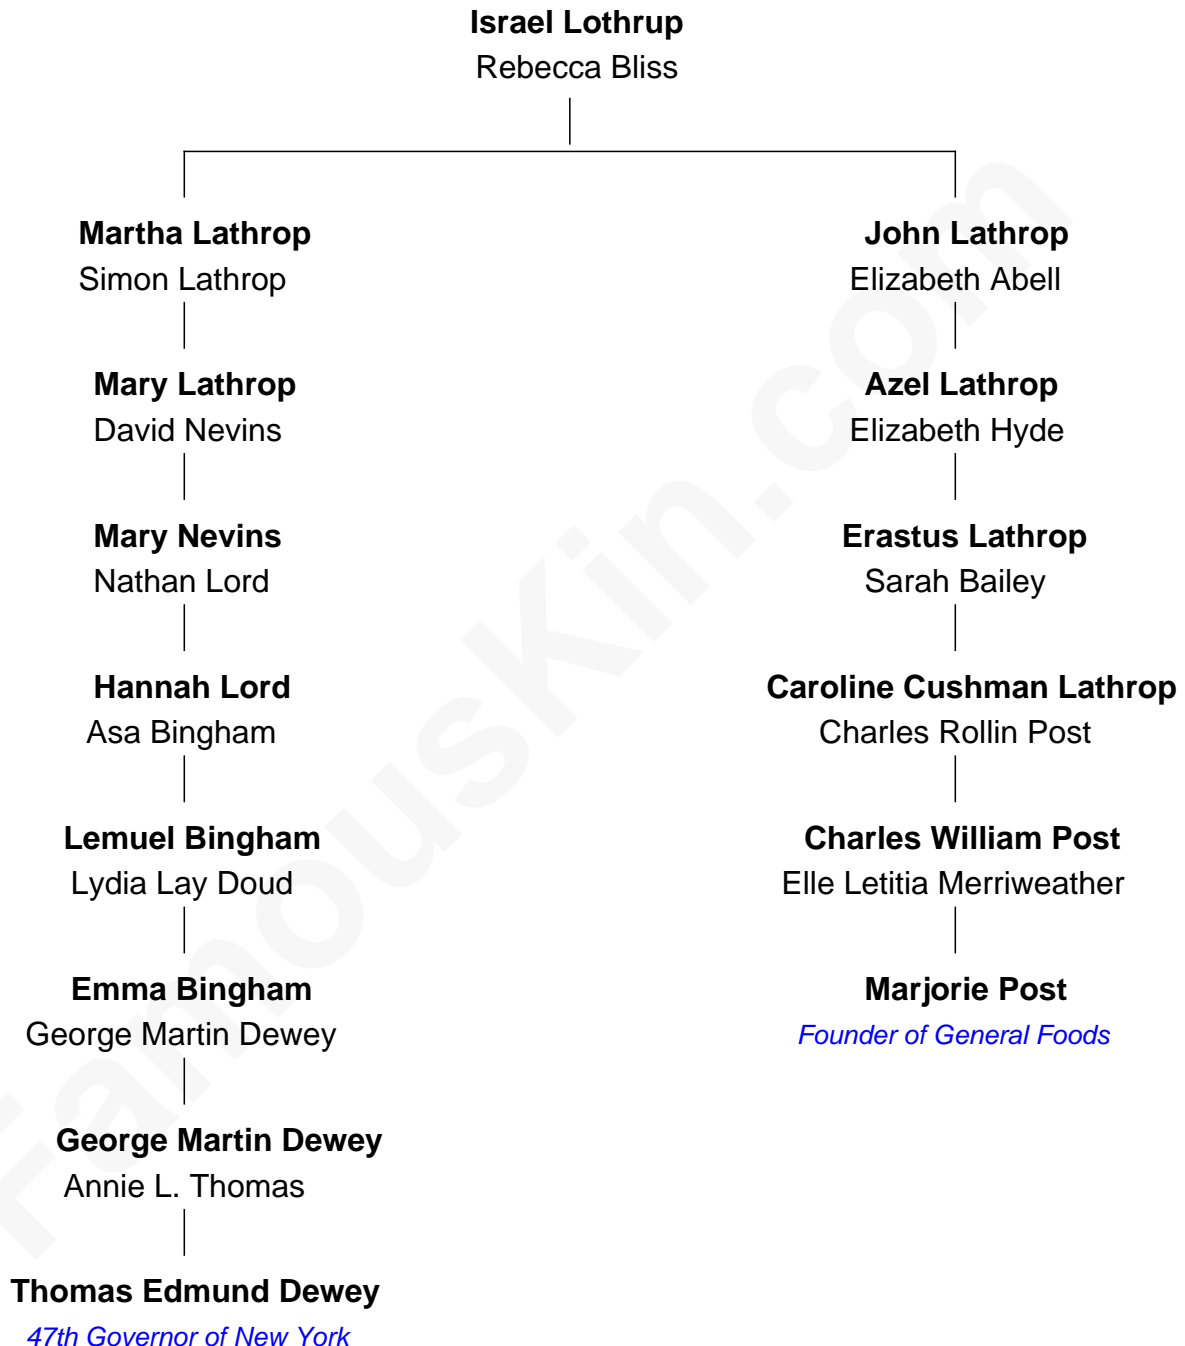 Israel Lothrup
Rebecca Bliss
Martha Lathrop
Simon Lathrop
John Lathrop
Elizabeth Abell
Mary Lathrop
David Nevins
Azel Lathrop
Elizabeth Hyde
Mary Nevins
Nathan Lord
Erastus Lathrop
Sarah Bailey
Hannah Lord
Asa Bingham
Caroline Cushman Lathrop
Charles Rollin Post
Lemuel Bingham
Lydia Lay Doud
Charles William Post
Elle Letitia Merriweather
Emma Bingham
George Martin Dewey
Marjorie Post
Founder of General Foods
George Martin Dewey
Annie L. Thomas
Thomas Edmund Dewey
47th Governor of New York
FamousKin.com